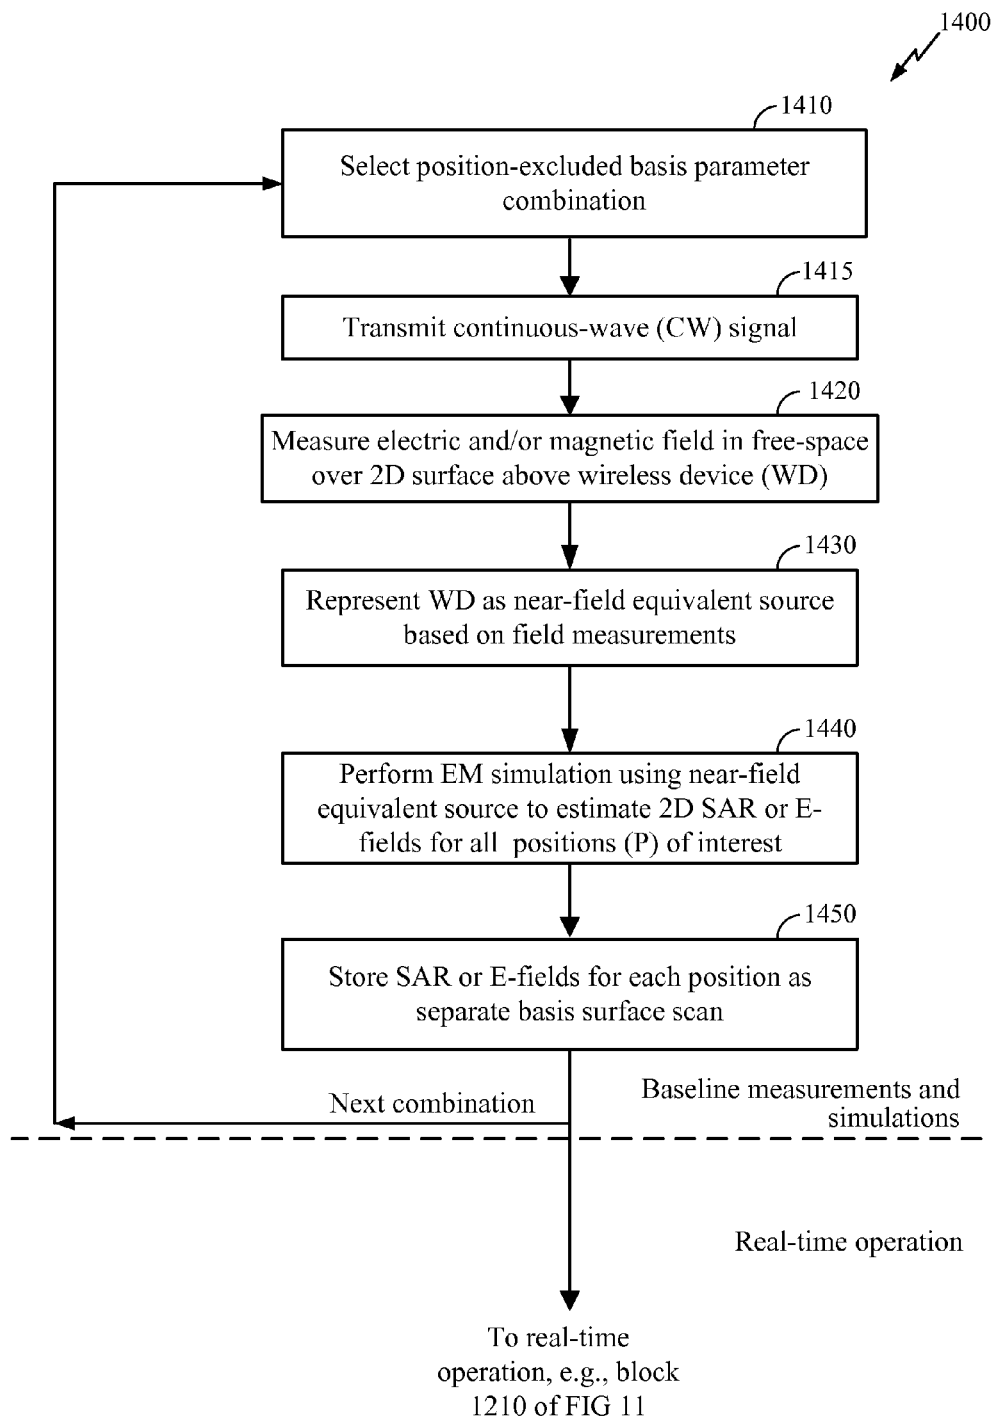 1400
1410
Select position-excluded basis parameter
combination
1415
Transmit continuous-wave (CW) signal
1420
Measure electric and/or magnetic field in free-space
over 2D surface above wireless device (WD)
1430
Represent WD as near-field equivalent source
based on field measurements
1440
Perform EM simulation using near-field
equivalent source to estimate 2D SAR or E-
fields for all positions (P) of interest
1450
Store SAR or E-fields for each position as
separate basis surface scan
Next combination
Baseline measurements and
simulations
Real-time operation
To real-time
operation, e.g., block
1210 of FIG 11